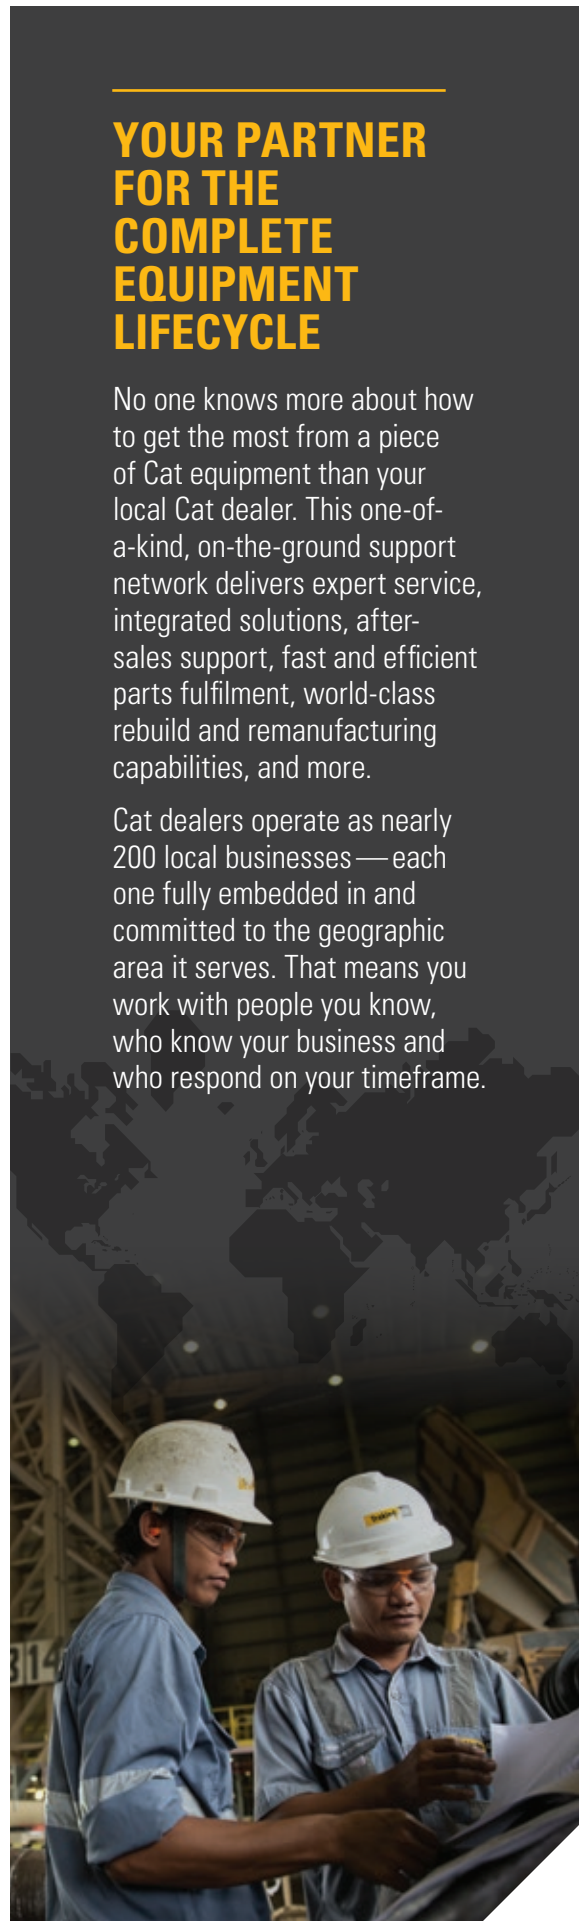 YOUR PARTNER
FOR THE
COMPLETE
EQUIPMENT
LIFECYCLE
No one knows more about how
to get the most from a piece
of Cat equipment than your
local Cat dealer. This one-of-
a-kind, on-the-ground support
network delivers expert service,
integrated solutions, after-
sales support, fast and efficient
parts fulfilment, world-class
rebuild and remanufacturing
capabilities, and more.
Cat dealers operate as nearly
200 local businesses — each
one fully embedded in and
committed to the geographic
area it serves. That means you
work with people you know,
who know your business and
who respond on your timeframe.
314